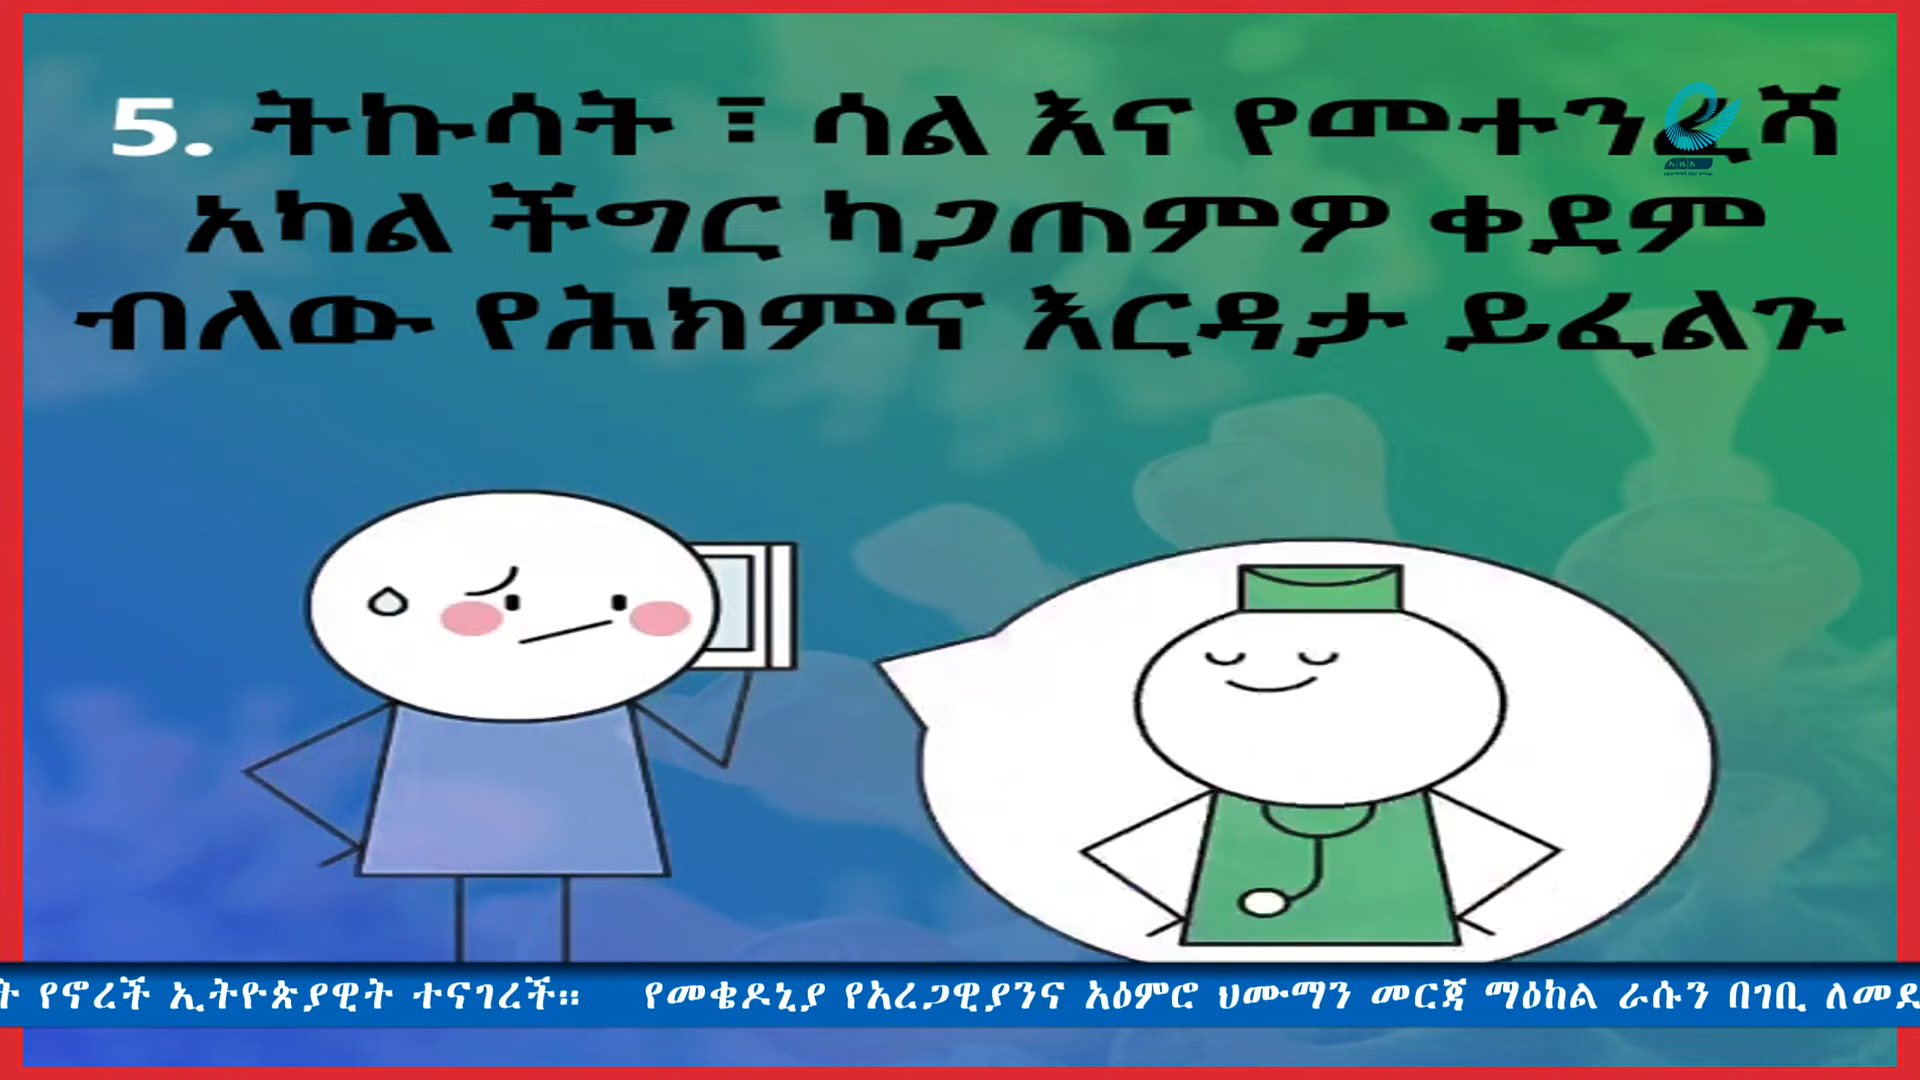 5. ትኩሳት ፣ ሳል እና የመተንፈሻ
አካል ችግር ካጋጠምዎ ቀደም
ብለው የሕክምና እርዳታ ይፈልጉ
ት የኖረች ኢትዮጵያዊት ተናገረች። የመቄዶኒያ የአረጋዊያንና አዕምሮ ህሙማን መርጃ ማዕከል ራሱን በገቢ ለመደ